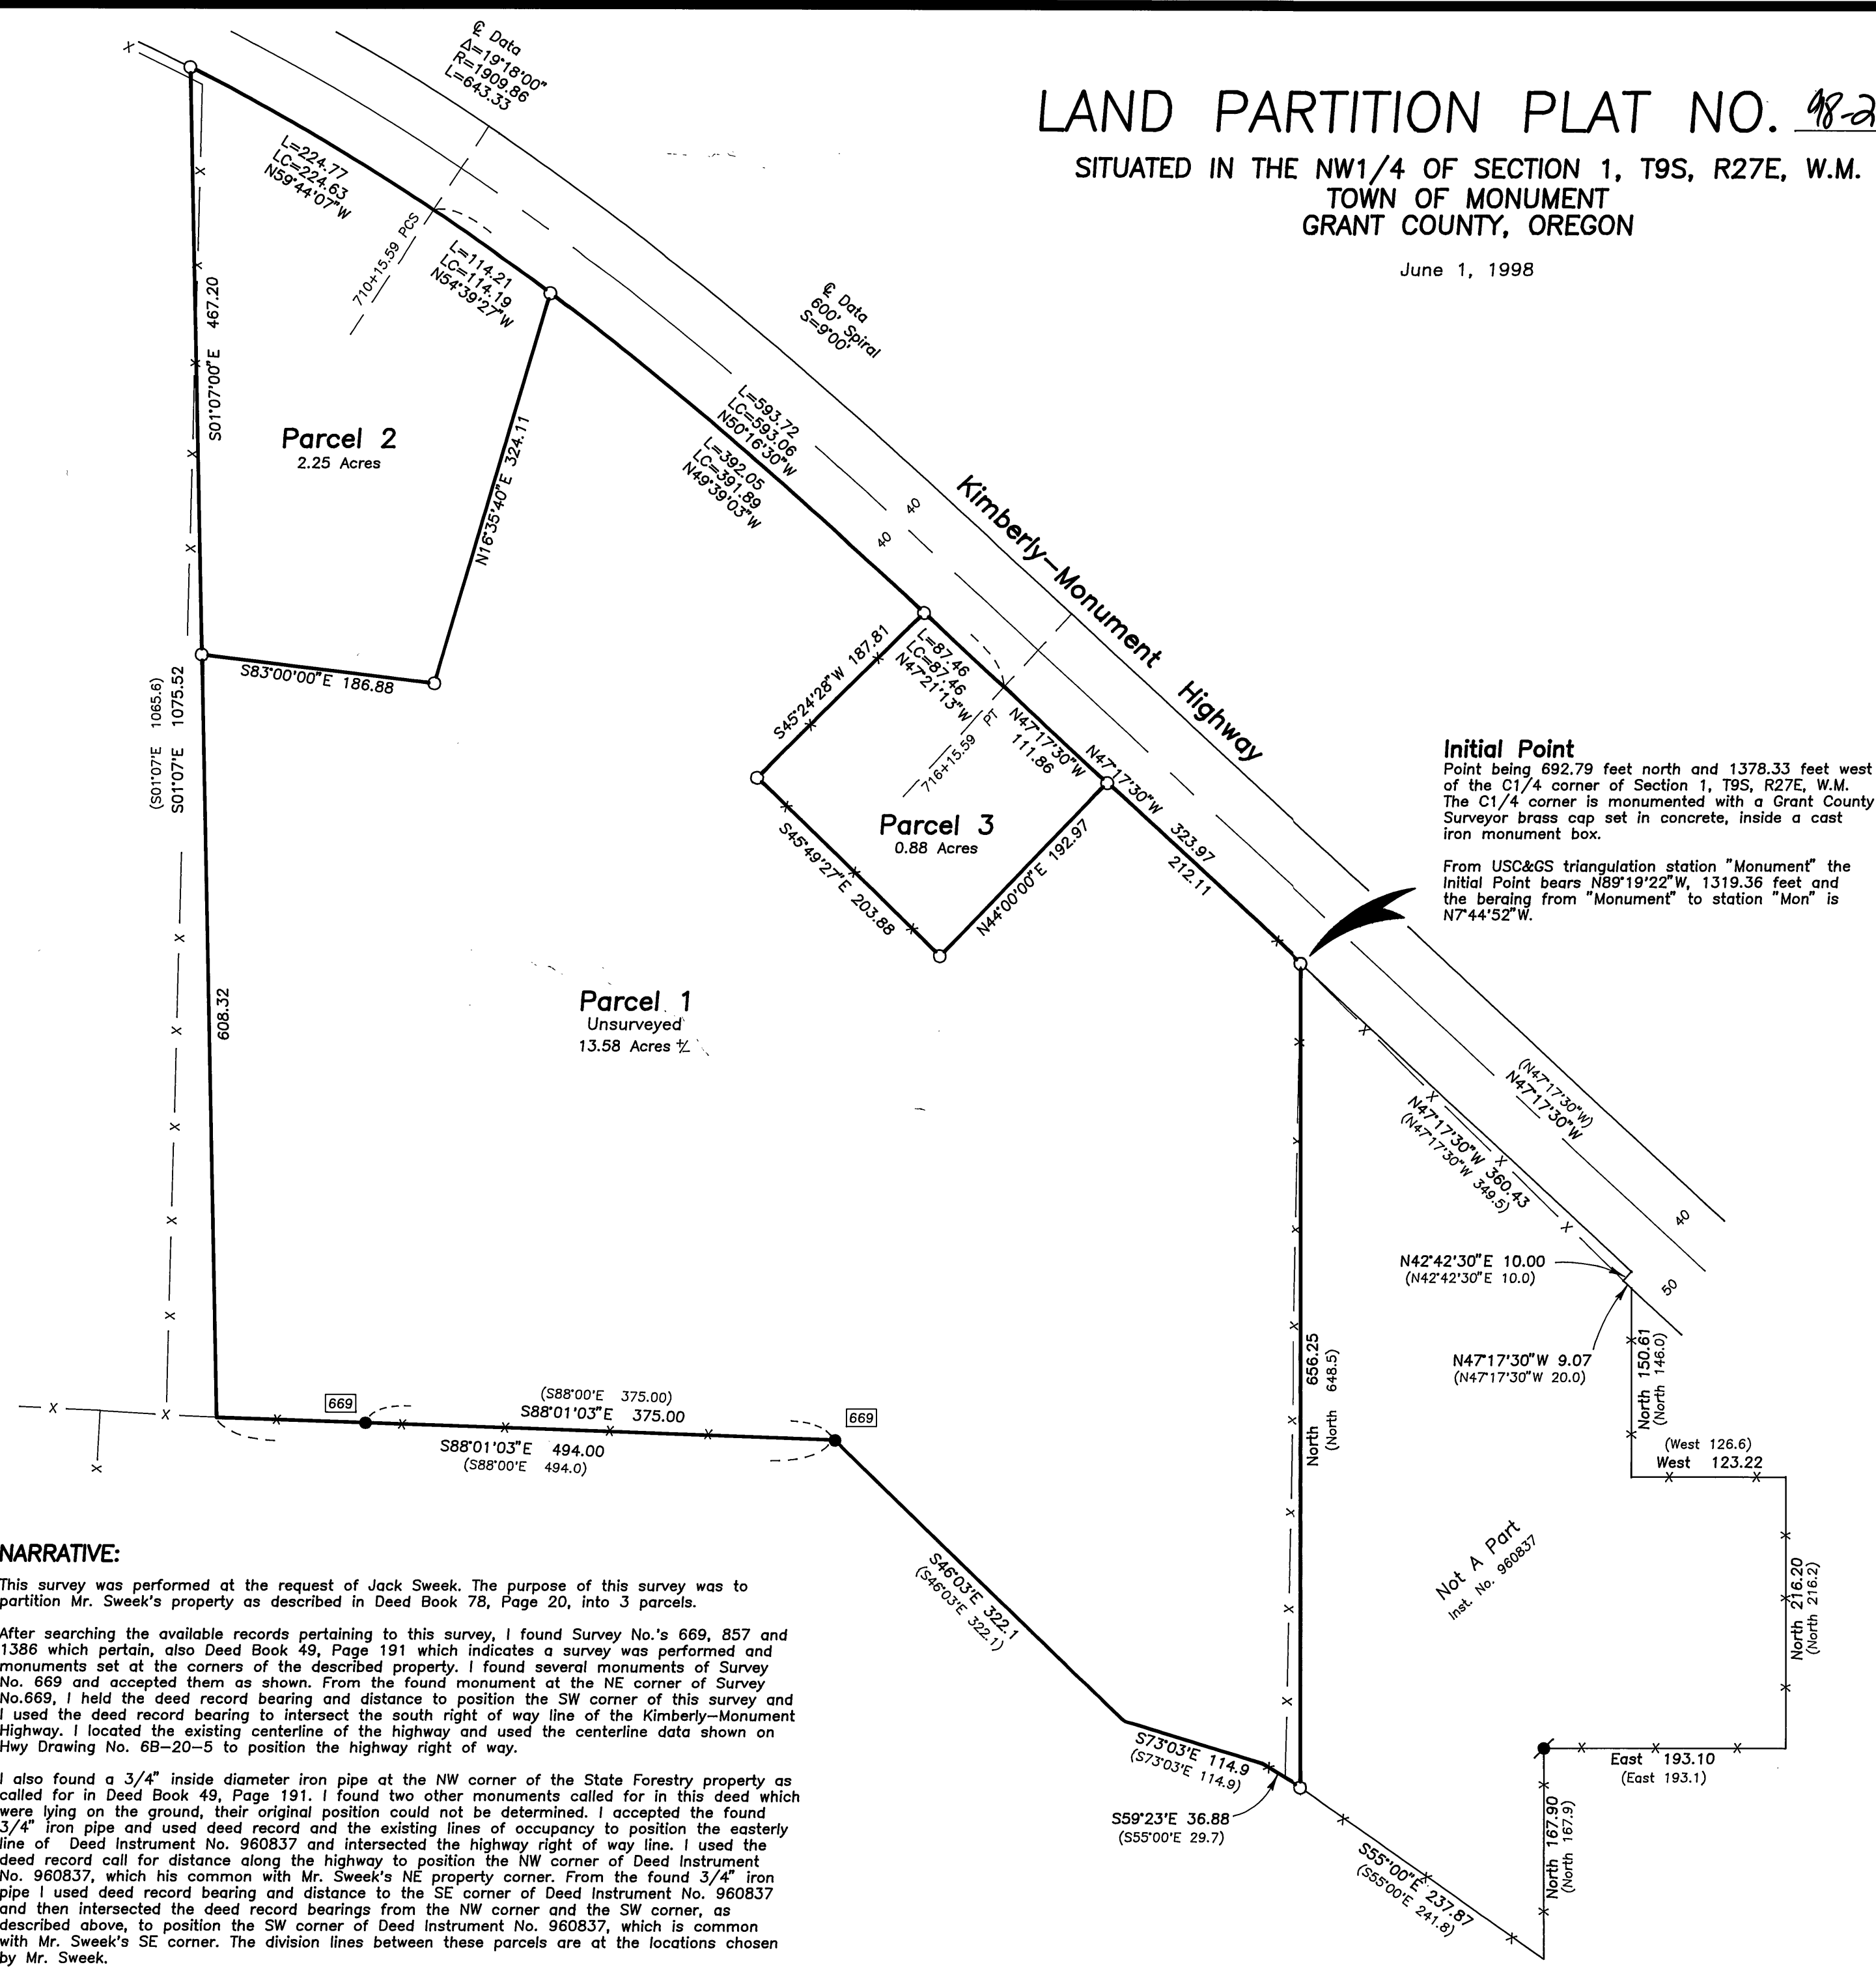 LAND PARTITION PLAT NO. 98-2
SITUATED IN THE NW1/4 OF SECTION 1, T9S, R27E, W.M.
TOWN OF MONUMENT
GRANT COUNTY, OREGON
June 1, 1998
℄ Data
Δ=19°18'00"
R=1909.86
L=643.33
L=224.77
LC=224.63
N59°44'07"W
710+15.59 PCS
L=114.21
LC=114.19
N54°39'27"W
℄ Data
600' Spiral
S=9°00'
S01°07'00"E 467.20
Parcel 2
2.25 Acres
N16°35'40"E 324.11
S83°00'00"E 186.88
L=593.72
LC=593.06
N50°16'30"W
L=392.05
LC=391.89
N49°39'03"W
40
40
Kimberly-Monument Highway
(S01°07'E 1065.6)
S01°07'E 1075.52
S45°24'28"W 187.81
L=87.46
LC=87.46
N47°21'13"W
716+15.59 PT
N47°17'30"W
111.86
N47°17'30"W 323.97
212.11
Parcel 3
0.88 Acres
S45°49'27"E 203.88
N44°00'00"E 192.97
Initial Point
Point being 692.79 feet north and 1378.33 feet west
of the C1/4 corner of Section 1, T9S, R27E, W.M.
The C1/4 corner is monumented with a Grant County
Surveyor brass cap set in concrete, inside a cast
iron monument box.
From USC&GS triangulation station "Monument" the
Initial Point bears N89°19'22"W, 1319.36 feet and
the beraing from "Monument" to station "Mon" is
N7°44'52"W.
608.32
Parcel 1
Unsurveyed
13.58 Acres +/-
(N47°17'30"W)
N47°17'30"W
N47°17'30"W 360.43
(N47°17'30"W 349.5)
40
50
N42°42'30"E 10.00
(N42°42'30"E 10.0)
N47°17'30"W 9.07
(N47°17'30"W 20.0)
North 150.61
(North 146.0)
North 656.25
(North 648.5)
669
(S88°00'E 375.00)
S88°01'03"E 375.00
669
S88°01'03"E 494.00
(S88°00'E 494.0)
(West 126.6)
West 123.22
Not A Part
Inst. No. 960837
North 216.20
(North 216.2)
S46°03'E 322.1
(S46°03'E 322.1)
S73°03'E 114.9
(S73°03'E 114.9)
S59°23'E 36.88
(S55°00'E 29.7)
East 193.10
(East 193.1)
North 167.90
(North 167.9)
S55°00'E 237.87
(S55°00'E 241.8)
NARRATIVE:
This survey was performed at the request of Jack Sweek. The purpose of this survey was to
partition Mr. Sweek's property as described in Deed Book 78, Page 20, into 3 parcels.
After searching the available records pertaining to this survey, I found Survey No.'s 669, 857 and
1386 which pertain, also Deed Book 49, Page 191 which indicates a survey was performed and
monuments set at the corners of the described property. I found several monuments of Survey
No. 669 and accepted them as shown. From the found monument at the NE corner of Survey
No.669, I held the deed record bearing and distance to position the SW corner of this survey and
I used the deed record bearing to intersect the south right of way line of the Kimberly-Monument
Highway. I located the existing centerline of the highway and used the centerline data shown on
Hwy Drawing No. 6B-20-5 to position the highway right of way.
I also found a 3/4" inside diameter iron pipe at the NW corner of the State Forestry property as
called for in Deed Book 49, Page 191. I found two other monuments called for in this deed which
were lying on the ground, their original position could not be determined. I accepted the found
3/4" iron pipe and used deed record and the existing lines of occupancy to position the easterly
line of Deed Instrument No. 960837 and intersected the highway right of way line. I used the
deed record call for distance along the highway to position the NW corner of Deed Instrument
No. 960837, which his common with Mr. Sweek's NE property corner. From the found 3/4" iron
pipe I used deed record bearing and distance to the SE corner of Deed Instrument No. 960837
and then intersected the deed record bearings from the NW corner and the SW corner, as
described above, to position the SW corner of Deed Instrument No. 960837, which is common
with Mr. Sweek's SE corner. The division lines between these parcels are at the locations chosen
by Mr. Sweek.